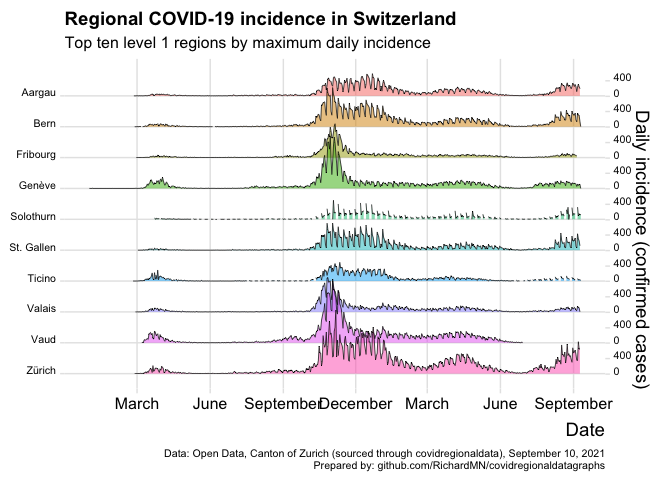 Regional COVID-19 incidence in Switzerland
Top ten level 1 regions by maximum daily incidence
Aargau
400
0
Bern
400
0
Fribourg
400
0
Genève
400
0
Solothurn
400
0
St. Gallen
400
0
Ticino
400
0
Valais
400
0
Vaud
400
0
Zürich
400
0
Daily incidence (confirmed cases)
March June September December March June September
Date
Data: Open Data, Canton of Zurich (sourced through covidregionaldata), September 10, 2021
Prepared by: github.com/RichardMN/covidregionaldatagraphs